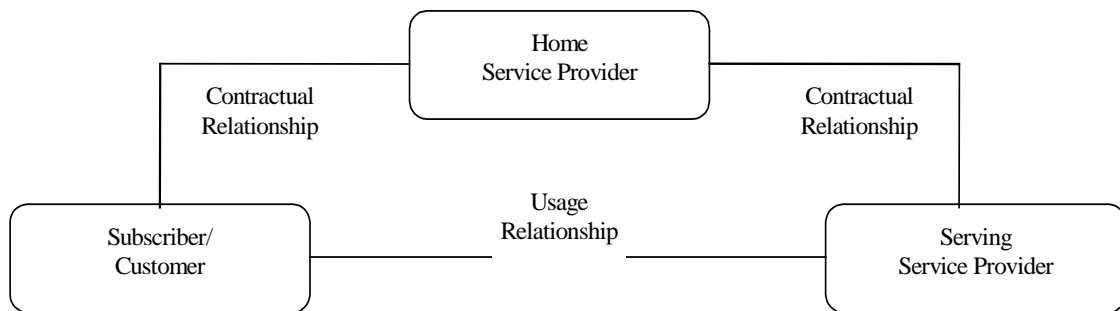 Home
Service Provider
Contractual
Relationship
Contractual
Relationship
Usage
Relationship
Subscriber/
Customer
Serving
Service Provider